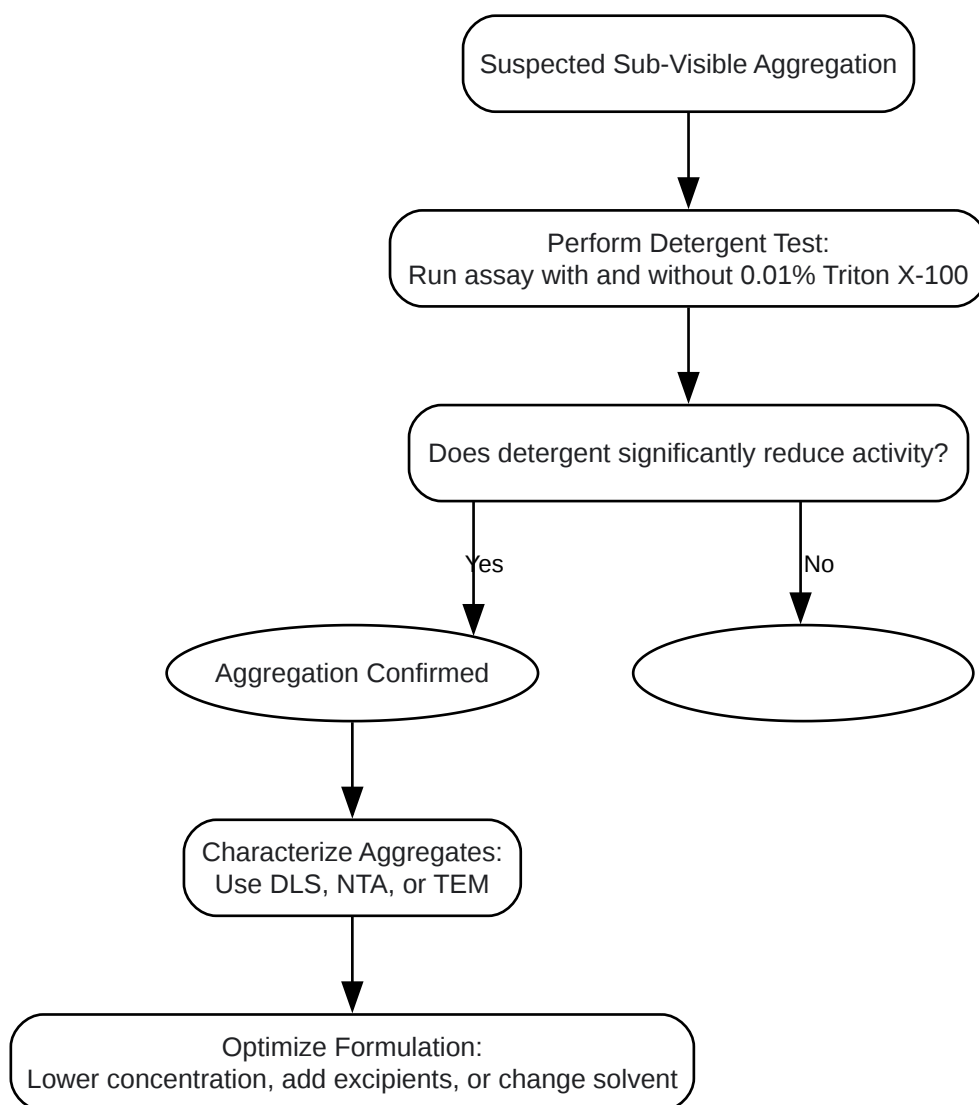 Suspected Sub-Visible Aggregation
Perform Detergent Test:
Run assay with and without 0.01% Triton X-100
Does detergent significantly reduce activity?
Yes
No
Aggregation Confirmed
Characterize Aggregates:
Use DLS, NTA, or TEM
Optimize Formulation:
Lower concentration, add excipients, or change solvent